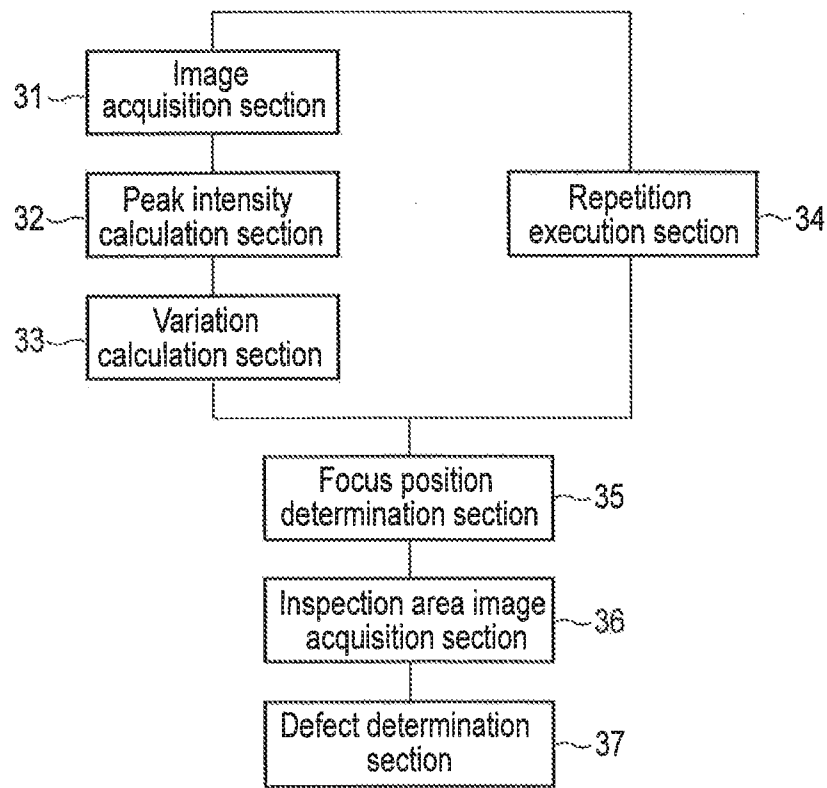 31
Image
acquisition section
32
Peak intensity
calculation section
33
Variation
calculation section
Repetition
execution section
34
Focus position
determination section
35
Inspection area image
acquisition section
36
Defect determination
section
37